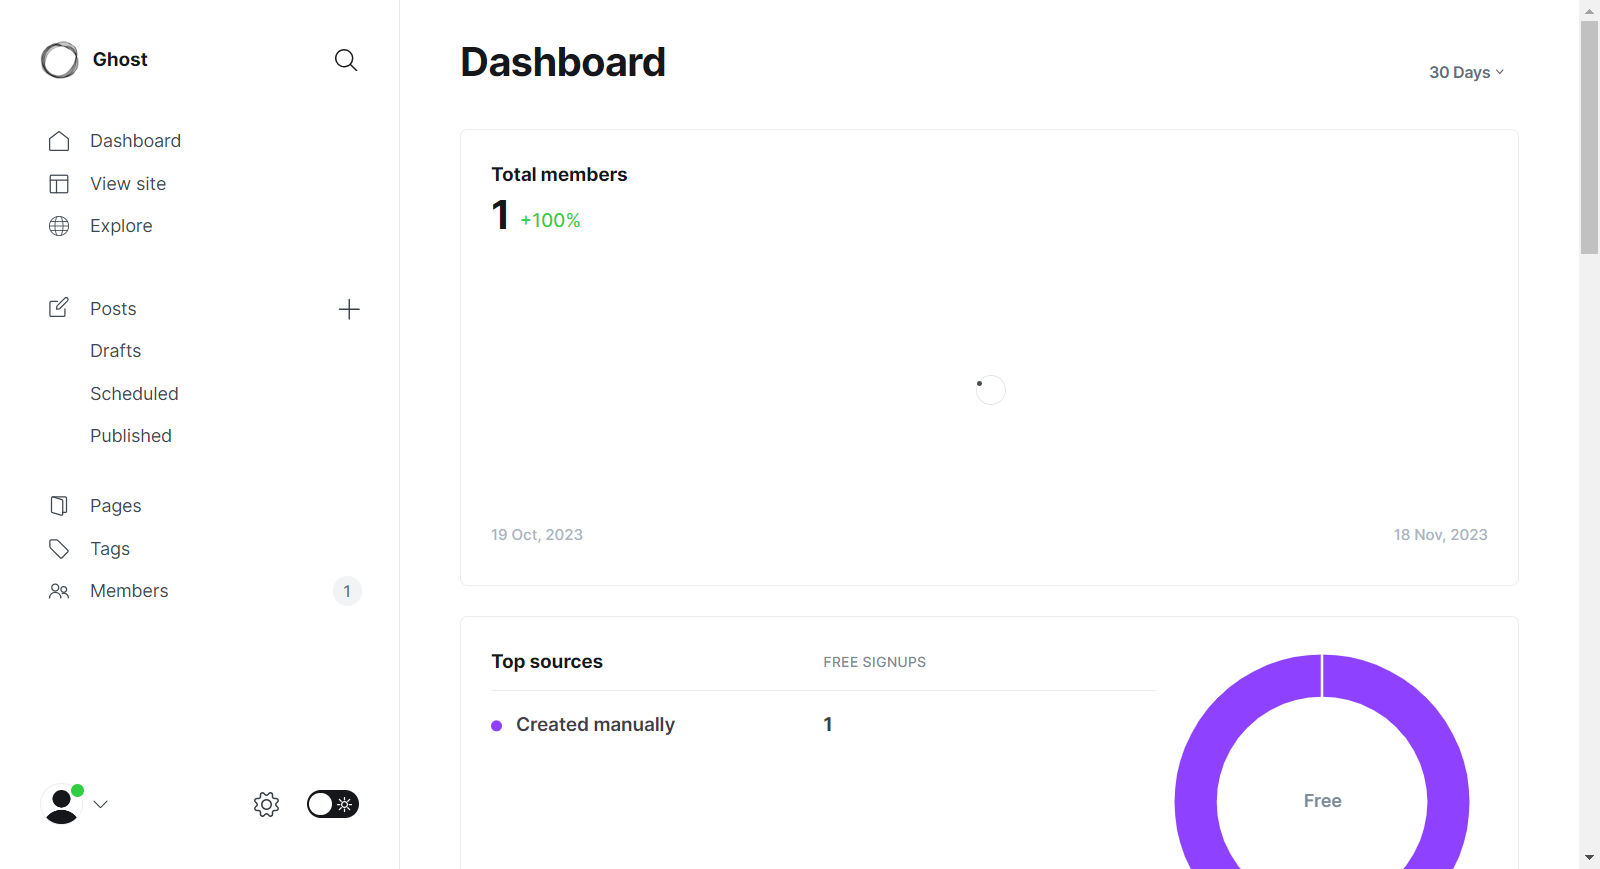 Ghost
Dashboard
View site
Explore
Posts
Drafts
Scheduled
Published
Pages
Tags
Members
1
Dashboard
30 Days
Total members
1 +100%
19 Oct, 2023
18 Nov, 2023
Top sources
FREE SIGNUPS
Created manually
1
Free